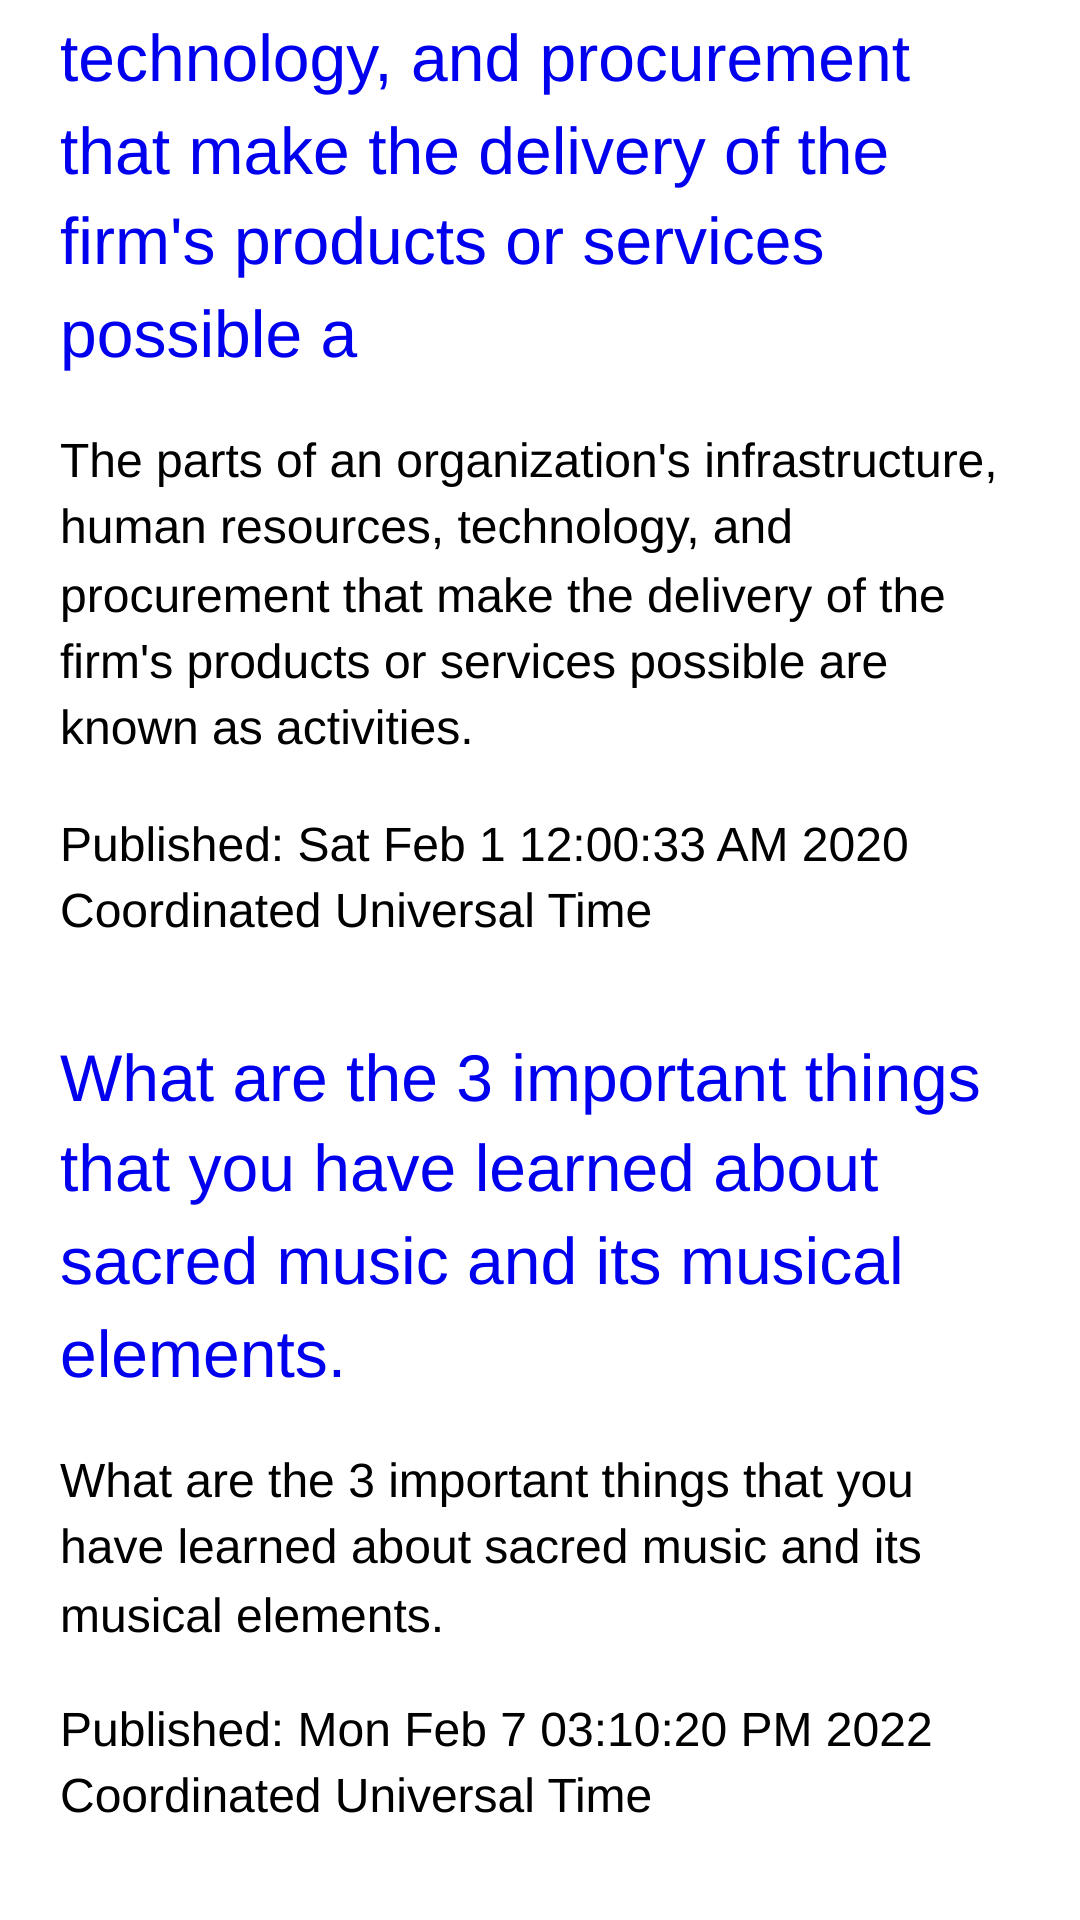 technology, and procurement
that make the delivery of the
firm's products or services
possible a
The parts of an organization's infrastructure,
human resources, technology, and
procurement that make the delivery of the
firm's products or services possible are
known as activities.
Published: Sat Feb 1 12:00:33 AM 2020
Coordinated Universal Time
What are the 3 important things
that you have learned about
sacred music and its musical
elements.
What are the 3 important things that you
have learned about sacred music and its
musical elements.
Published: Mon Feb 7 03:10:20 PM 2022
Coordinated Universal Time